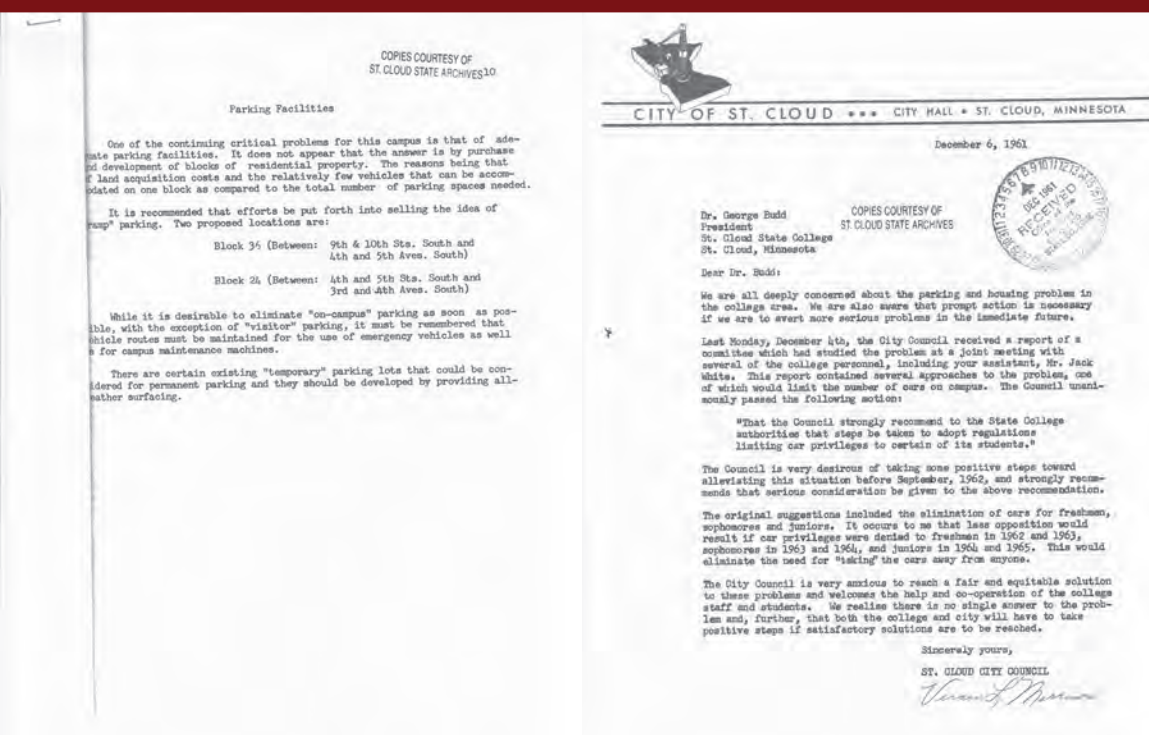 COPIES COURTESY OF
ST. CLOUD STATE ARCHIVES 10
Parking Facilities
One of the continuing critical problems for this campus is that of ade-
uate parking facilities. It does not appear that the answer is by purchase
nd development of blocks of residential property. The reasons being that
f land acquisition costs and the relatively few vehicles that can be accom-
odated on one block as compared to the total number of parking spaces needed.
It is recommended that efforts be put forth into selling the idea of
ramp" parking. Two proposed locations are:
Block (Between: 9th & 10th Sts. South and
4th and 5th Aves. South)
Block 24 (Between: 4th and 5th Sts. South and
3rd and 4th Aves. South)
While it is desirable to eliminate "on-campus" parking as soon as pos-
ible, with the exception of "visitor" parking, it must be remembered that
ehicle routes must be maintained for the use of emergency vehicles as well
s for campus maintenance machines.
There are certain existing "temporary" parking lots that could be con-
idered for permanent parking and they should be developed by providing all-
eather surfacing.
CITY OF ST. CLOUD • • • CITY HALL • ST. CLOUD, MINNESOTA
December 6, 1961
DEC 1961
RECEIVED
Dr. George Budd
President
St. Cloud State College
St. Cloud, Minnesota
COPIES COURTESY OF
ST. CLOUD STATE ARCHIVES
Dear Dr. Budd:
We are all deeply concerned about the parking and housing problem in
the college area. We are also aware that prompt action is necessary
if we are to avert more serious problems in the immediate future.
Last Monday, December 4th, the City Council received a report of a
committee which had studied the problem at a joint meeting with
several of the college personnel, including your assistant, Mr. Jack
White. This report contained several approaches to the problem, one
of which would limit the number of cars on campus. The Council unani-
mously passed the following motion:
"That the Council strongly recommend to the State College
authorities that steps be taken to adopt regulations
limiting car privileges to certain of its students."
The Council is very desirous of taking some positive steps toward
alleviating this situation before September, 1962, and strongly recom-
mends that serious consideration be given to the above recommendation.
The original suggestions included the elimination of cars for freshmen,
sophomores and juniors. It occurs to me that less opposition would
result if car privileges were denied to freshmen in 1962 and 1963,
sophomores in 1963 and 1964, and juniors in 1964 and 1965. This would
eliminate the need for "taking" the cars away from anyone.
The City Council is very anxious to reach a fair and equitable solution
to these problems and welcomes the help and co-operation of the college
staff and students. We realize there is no single answer to the prob-
lem and, further, that both the college and city will have to take
positive steps if satisfactory solutions are to be reached.
Sincerely yours,
ST. CLOUD CITY COUNCIL